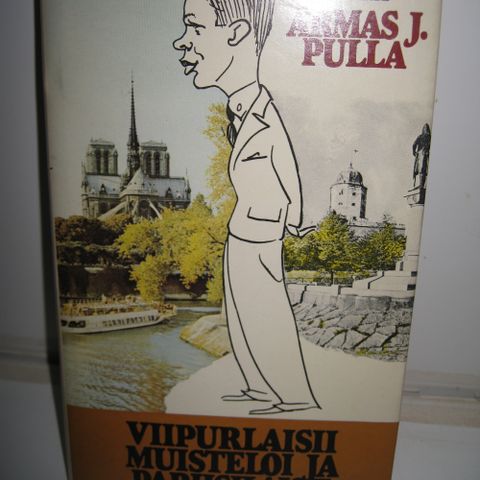 ARMAS J.
PULLA
VIIPURLAISII
MUISTELOI JA